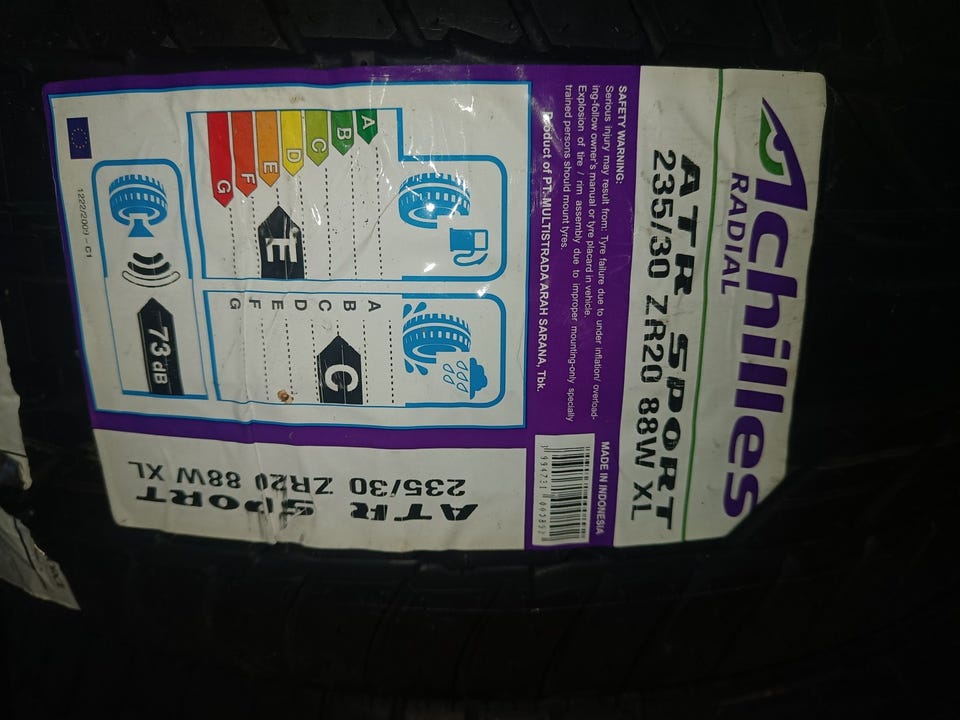 Achilles
RADIAL
ATR SPORT
235/30 ZR20 88W XL
SAFETY WARNING:
Serious injury may result from: Tyre failure due to under inflation/ overload-
ing-follow owner's manual or tyre placard in vehicle.
Explosion of tire / rim assembly due to improper mounting-only specially
trained persons should mount tyres.
Product of PT. MULTISTRADA ARAH SARANA, Tbk.
MADE IN INDONESIA
A
B
C
D
E
F
G
E
A
B
C
D
E
F
G
C
73 dB
1222/2009 - C1
ATR SPORT
235/30 ZR20 88W XL